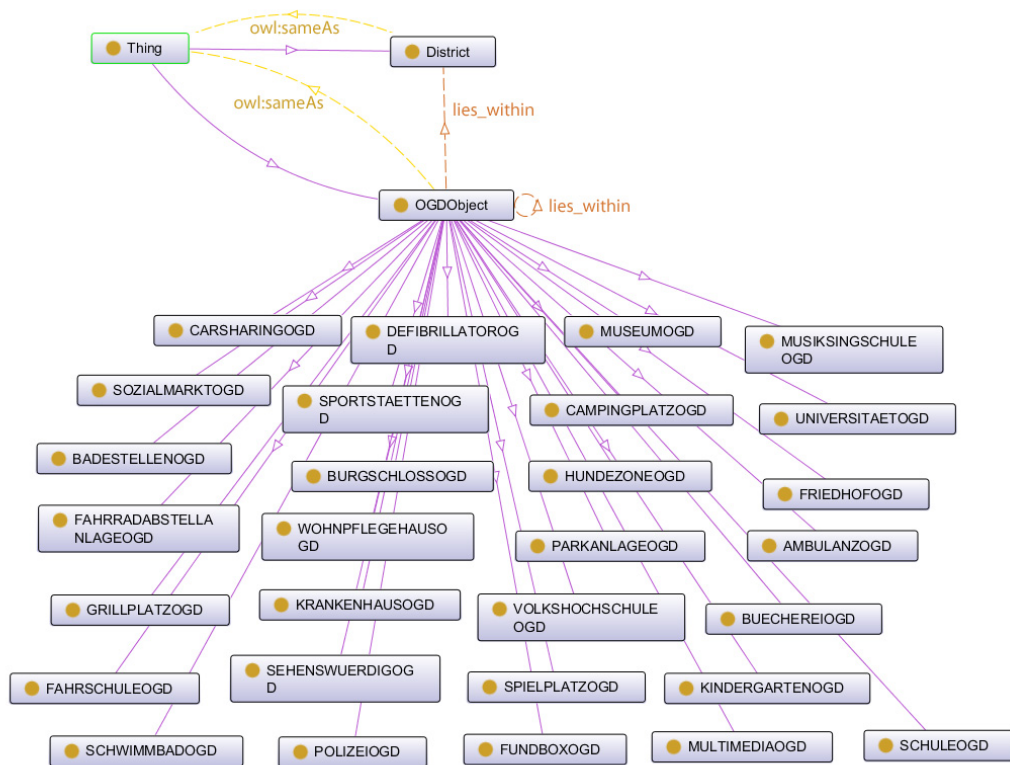 owl:sameAs
Thing
District
owl:sameAs
lies_within
OGDObject
lies_within
CARSHARINGOGD
DEFIBRILLATOROG
D
MUSEUMOGD
MUSIKSINGSCHULE
OGD
SOZIALMARKTOGD
SPORTSTAETTENOG
D
CAMPINGPLATZOGD
UNIVERSITAETOGD
BADESTELLENOGD
BURGSCHLOSSOGD
HUNDEZONEOGD
FRIEDHOFOGD
FAHRRADABSTELLA
NLAGEOGD
WOHNPFLEGEHAUSO
GD
PARKANLAGEOGD
AMBULANZOGD
GRILLPLATZOGD
KRANKENHAUSOGD
VOLKSHOCHSCHULE
OGD
BUECHEREIOGD
FAHRSCHULEOGD
SEHENSWUERDIGOG
D
SPIELPLATZOGD
KINDERGARTENOGD
SCHWIMMBADOGD
POLIZEIOGD
FUNDBOXOGD
MULTIMEDIAOGD
SCHULEOGD